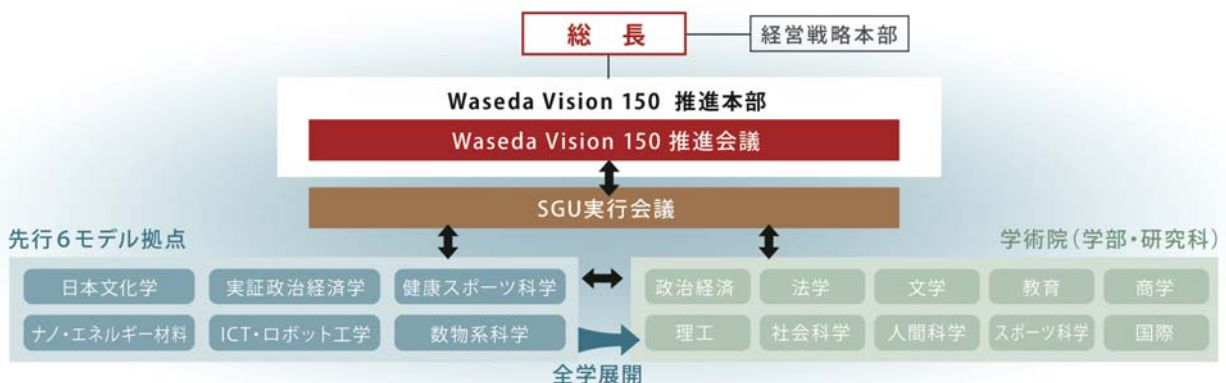 総 長
経営戦略本部
Waseda Vision 150 推進本部
Waseda Vision 150 推進会議
SGU実行会議
先行6モデル拠点
学術院（学部・研究科）
日本文化学
実証政治経済学
健康スポーツ科学
ナノ・エネルギー材料
ICT・ロボット工学
数物系科学
政治経済
法学
文学
教育
商学
理工
社会科学
人間科学
スポーツ科学
国際
全学展開